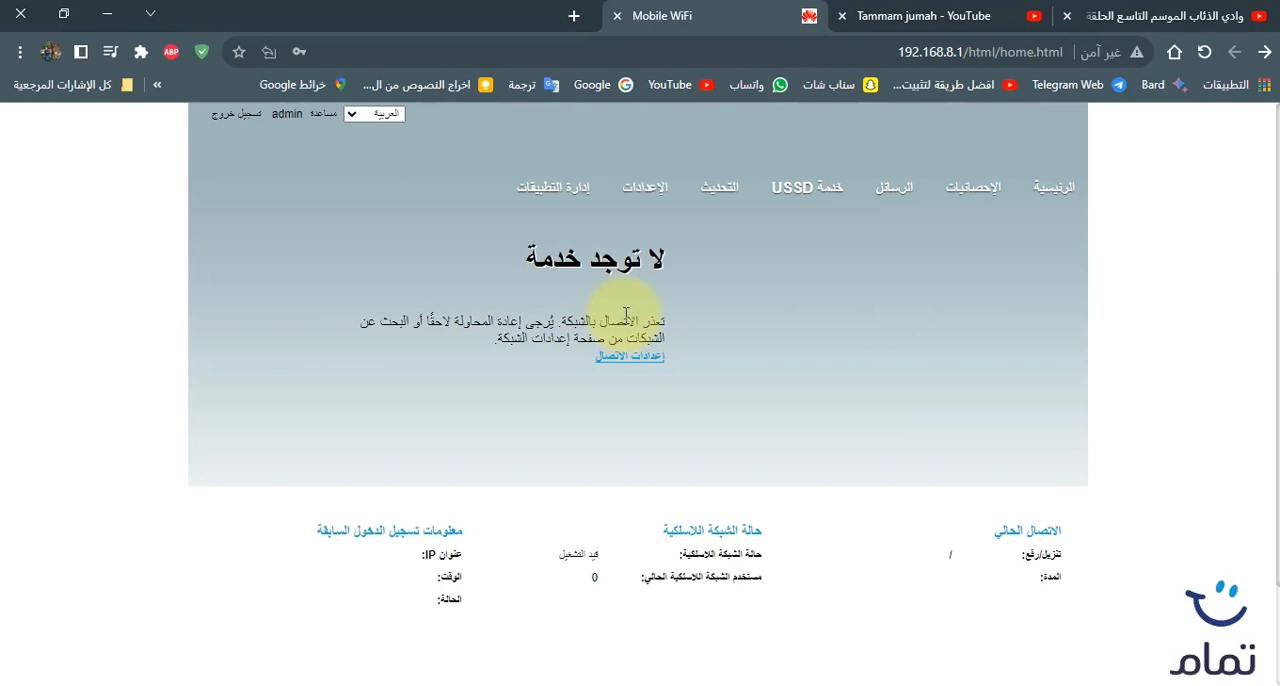 Mobile WiFi
Tammam jumah - YouTube
وادي الذئاب الموسم التاسع الحلقة
192.168.8.1/html/home.html
غير آمن
التطبيقات
Bard
Telegram Web
افضل طريقة لتثبيت...
سناب شات
واتساب
YouTube
Google
ترجمة
اخراج النصوص من ال...
خرائط Google
»
كل الإشارات المرجعية
ABP
العربية
مساعدة
admin
تسجيل خروج
الرئيسية
الإحصائيات
الرسائل
خدمة USSD
التحديث
الإعدادات
إدارة التطبيقات
لا توجد خدمة
تعذر الاتصال بالشبكة. يُرجى إعادة المحاولة لاحقًا أو البحث عن
الشبكات من صفحة إعدادات الشبكة.
إعدادات الاتصال
الاتصال الحالي
تنزيل/رفع: /
المدة:
حالة الشبكة اللاسلكية
حالة الشبكة اللاسلكية: قيد التشغيل
مستخدم الشبكة اللاسلكية الحالي: 0
معلومات تسجيل الدخول السابقة
عنوان IP:
الوقت:
الحالة:
تمام